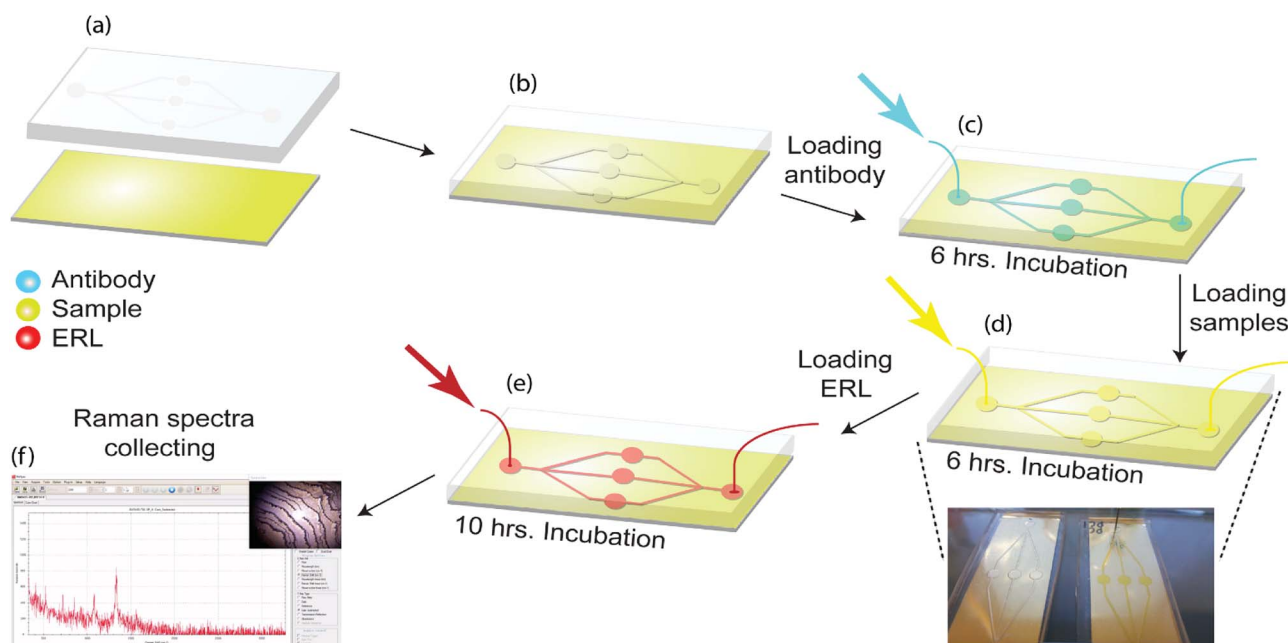 (a)
(b)
Loading
antibody
(c)
6 hrs. Incubation
Antibody
Sample
ERL
Loading
samples
(d)
6 hrs. Incubation
Loading
ERL
(e)
10 hrs. Incubation
Raman spectra
collecting
(f)